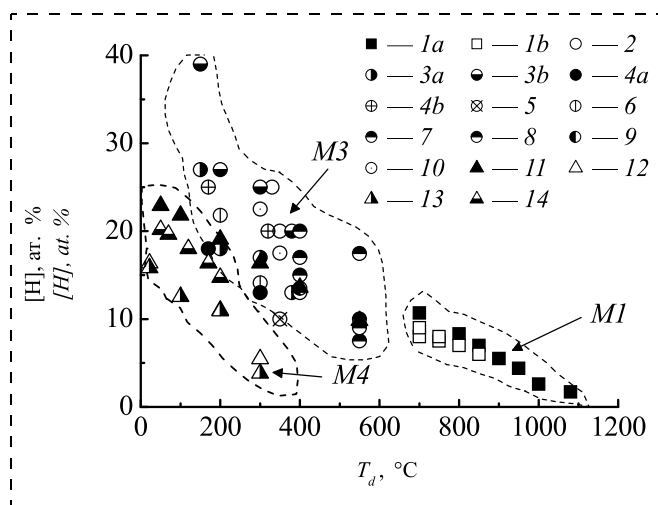 40
30
20
10
0
[H], ат. %
[H], at. %
1a
1b
2
3a
3b
4a
4b
5
6
7
8
9
10
11
12
13
14
M3
M1
M4
0 200 400 600 800 1000 1200
T_d, °C